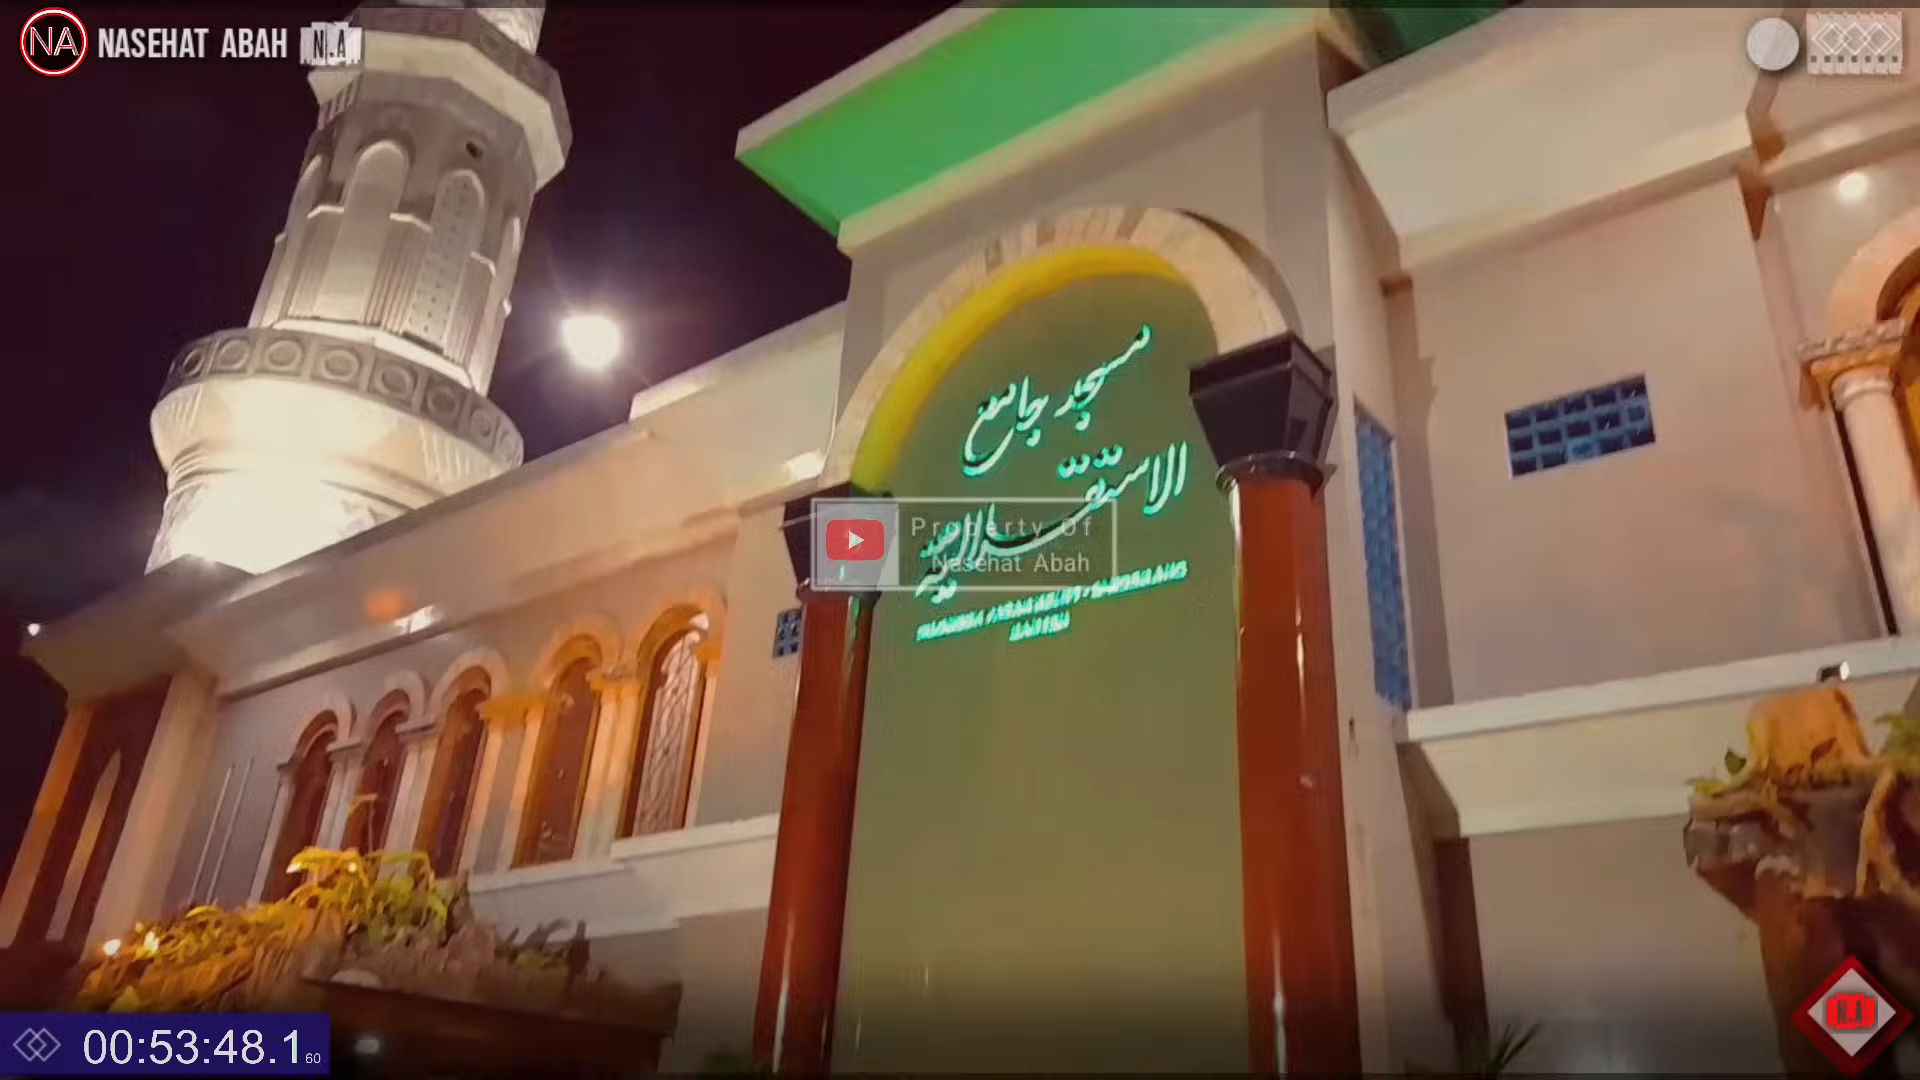 NA NASEHAT ABAH N.A
مسجد جامع
الاستقلالية
Property Of
Nasehat Abah
N.A
00:53:48.1 60